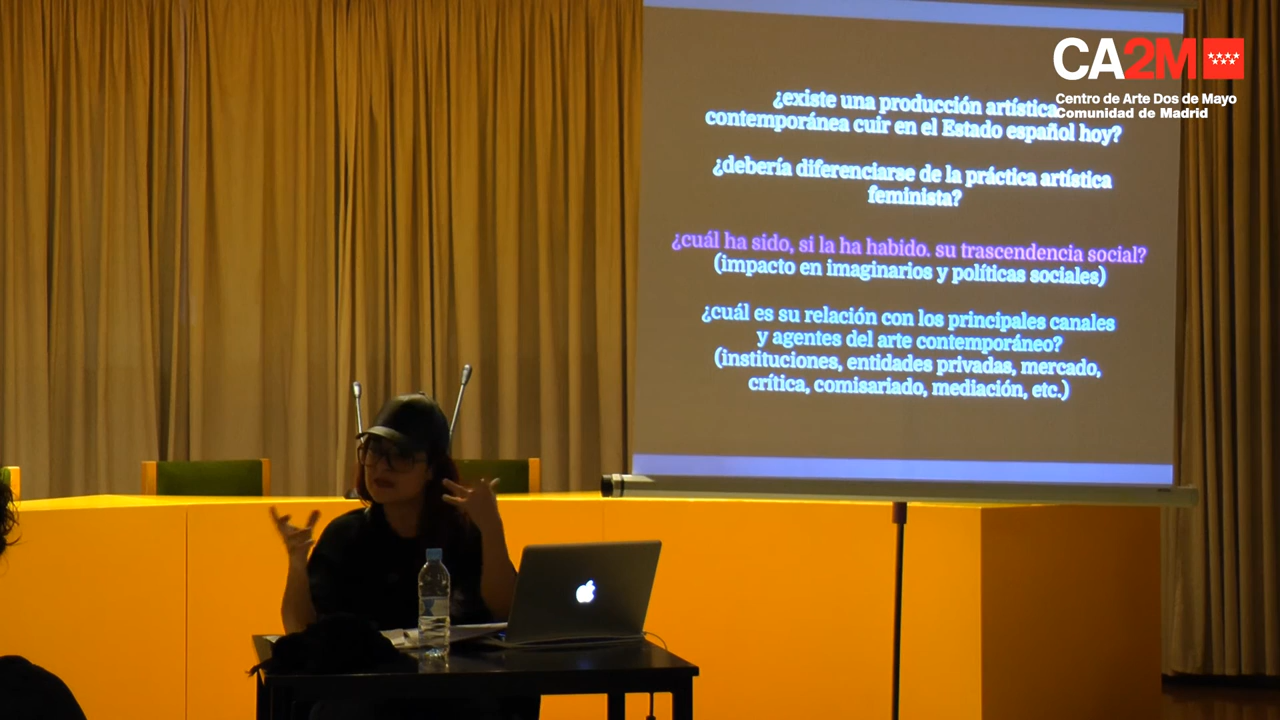 CA2M
Centro de Arte Dos de Mayo
Comunidad de Madrid
¿existe una producción artística
contemporánea cuir en el Estado español hoy?
¿debería diferenciarse de la práctica artística
feminista?
¿cuál ha sido, si la ha habido. su trascendencia social?
(impacto en imaginarios y políticas sociales)
¿cuál es su relación con los principales canales
y agentes del arte contemporáneo?
(instituciones, entidades privadas, mercado,
crítica, comisariado, mediación, etc.)